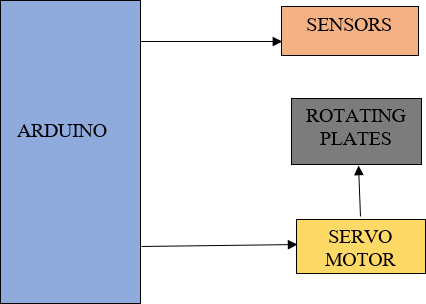 SENSORS
ROTATING
PLATES
ARDUINO
SERVO
MOTOR